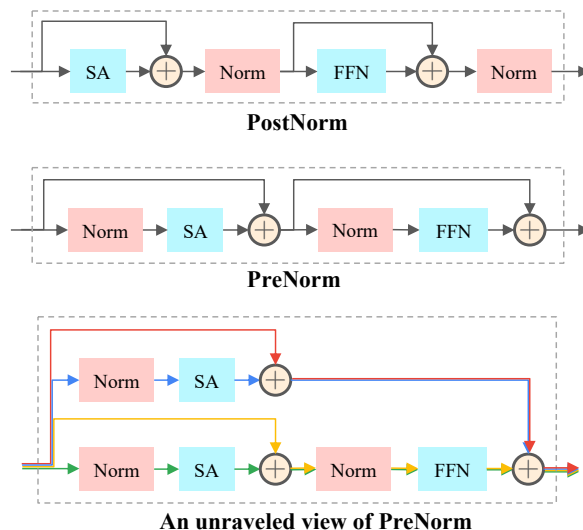 SA Norm FFN Norm
PostNorm
Norm SA Norm FFN
PreNorm
Norm SA
Norm SA Norm FFN
An unraveled view of PreNorm